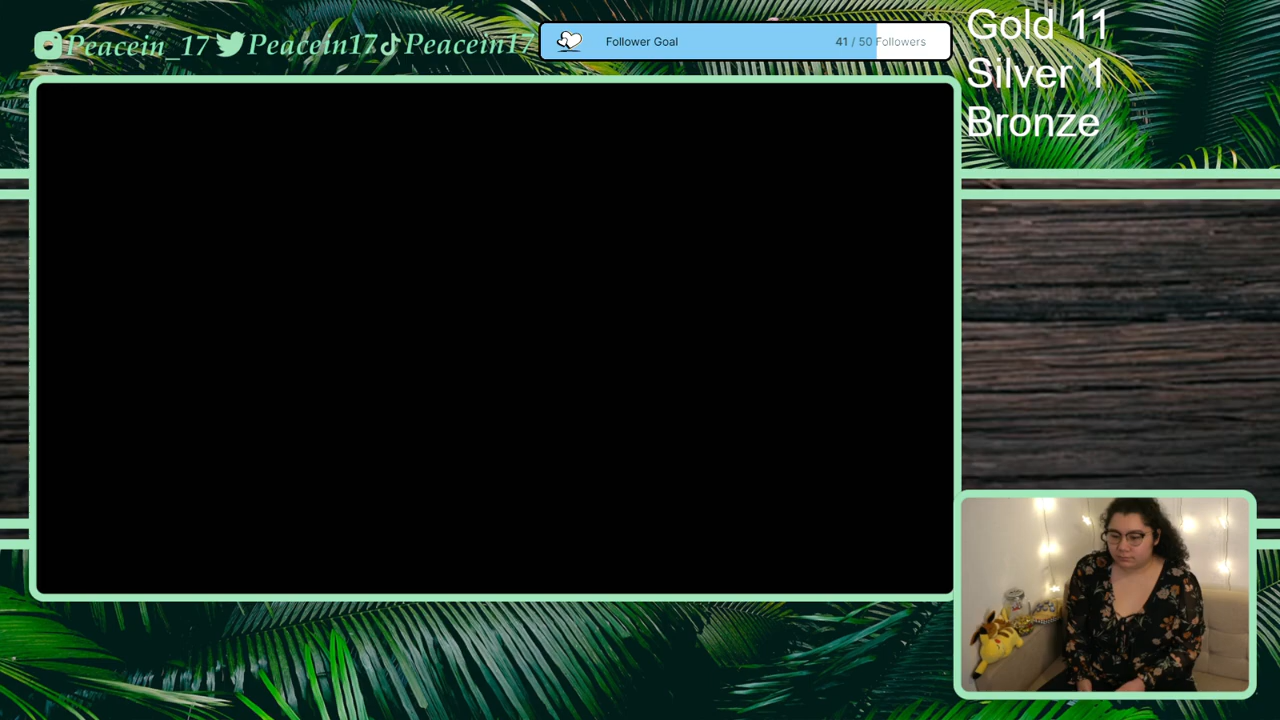 Peacein_17 Peacein17 Peacein17
Follower Goal 41 / 50 Followers
Gold 11
Silver 1
Bronze